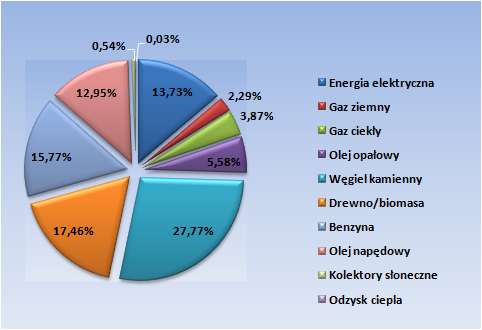 0,54%
0,03%
12,95%
13,73%
2,29%
3,87%
15,77%
5,58%
17,46%
27,77%
Energia elektryczna
Gaz ziemny
Gaz ciekły
Olej opałowy
Węgiel kamienny
Drewno/biomasa
Benzyna
Olej napędowy
Kolektory słoneczne
Odzysk ciepla